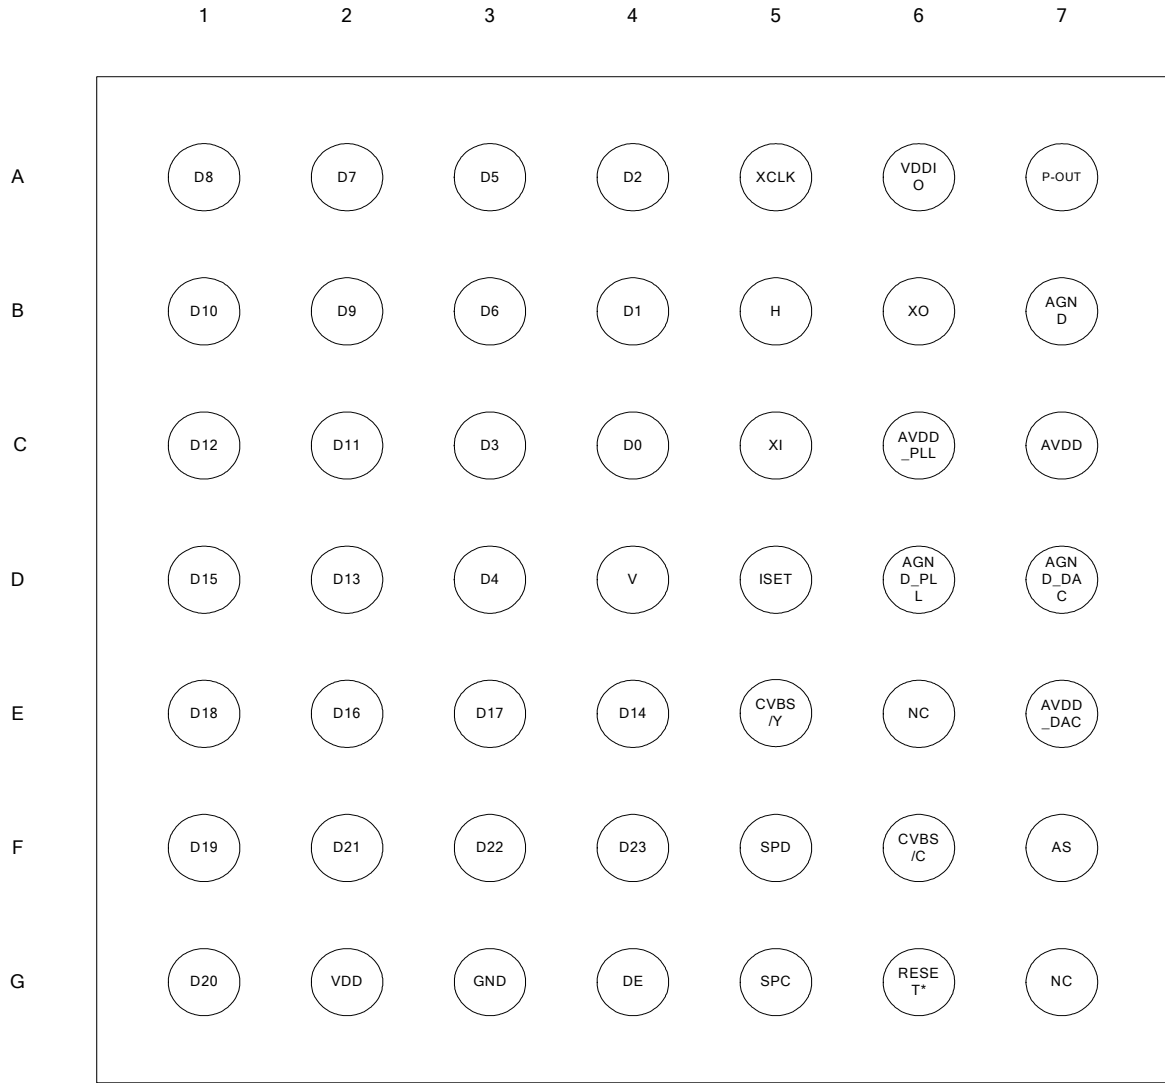 1 2 3 4 5 6 7
A D8 D7 D5 D2 XCLK VDDI
O P-OUT
B D10 D9 D6 D1 H XO AGN
D
C D12 D11 D3 D0 XI AVDD
_PLL AVDD
D D15 D13 D4 V ISET AGN
D_PL
L AGN
D_DA
C
E D18 D16 D17 D14 CVBS
/Y NC AVDD
_DAC
F D19 D21 D22 D23 SPD CVBS
/C AS
G D20 VDD GND DE SPC RESE
T* NC